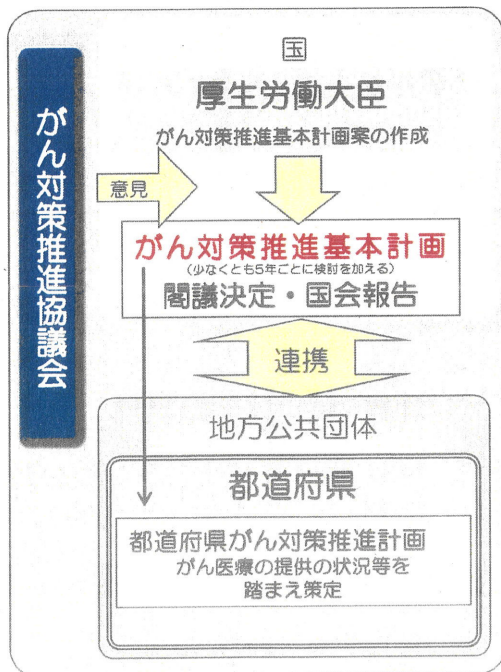 国
厚生労働大臣
がん対策推進基本計画案の作成
がん対策推進協議会
意見
がん対策推進基本計画
(少なくとも5年ごとに検討を加える)
閣議決定・国会報告
連携
地方公共団体
都道府県
都道府県がん対策推進計画
がん医療の提供の状況等を
踏まえ策定